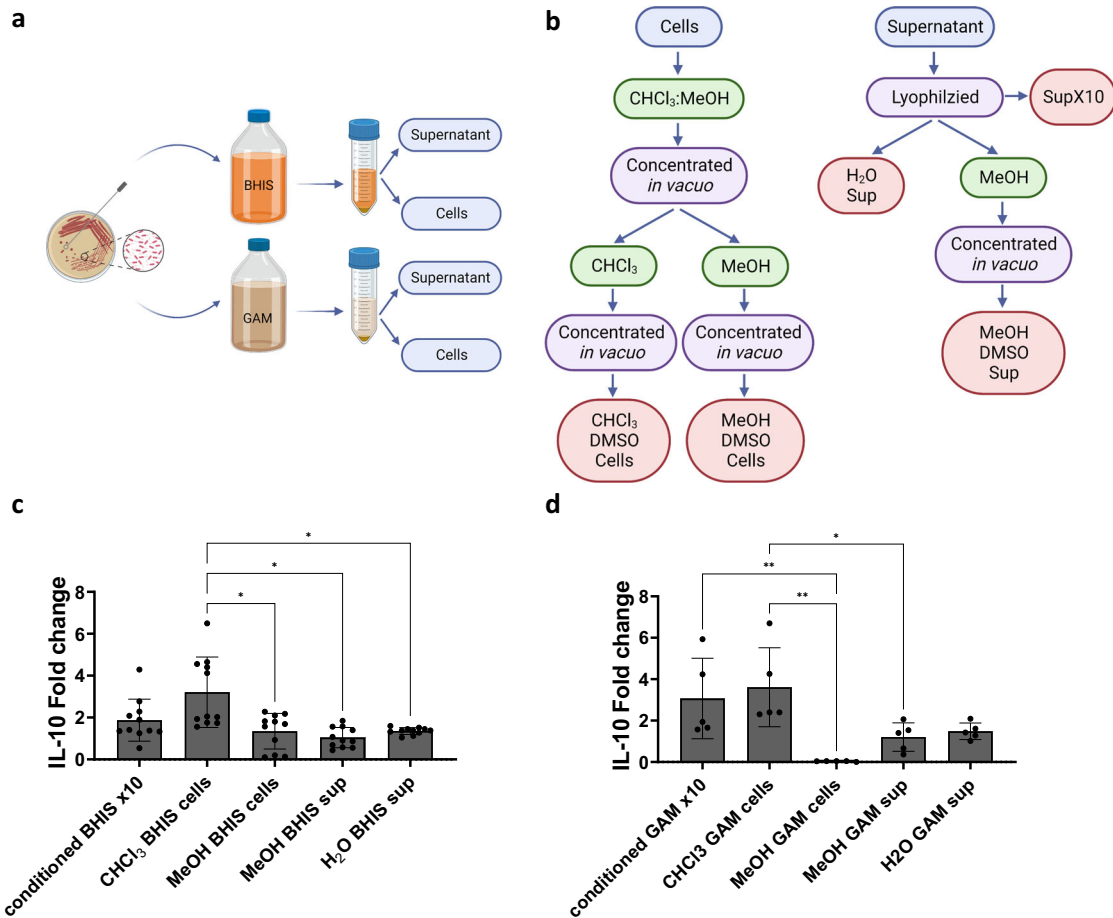 a
BHIS
Supernatant
Cells
GAM
Supernatant
Cells
b
Cells
CHCl₃:MeOH
Concentrated
in vacuo
CHCl₃
MeOH
Concentrated
in vacuo
Concentrated
in vacuo
CHCl₃
DMSO
Cells
MeOH
DMSO
Cells
Supernatant
Lyophilzied
SupX10
H₂O
Sup
MeOH
Concentrated
in vacuo
MeOH
DMSO
Sup
c
IL-10 Fold change
8
6
4
2
0
*
*
*
conditioned BHIS x10
CHCl₃ BHIS cells
MeOH BHIS cells
MeOH BHIS sup
H₂O BHIS sup
d
IL-10 Fold change
8
6
4
2
0
*
**
**
conditioned GAM x10
CHCl3 GAM cells
MeOH GAM cells
MeOH GAM sup
H2O GAM sup